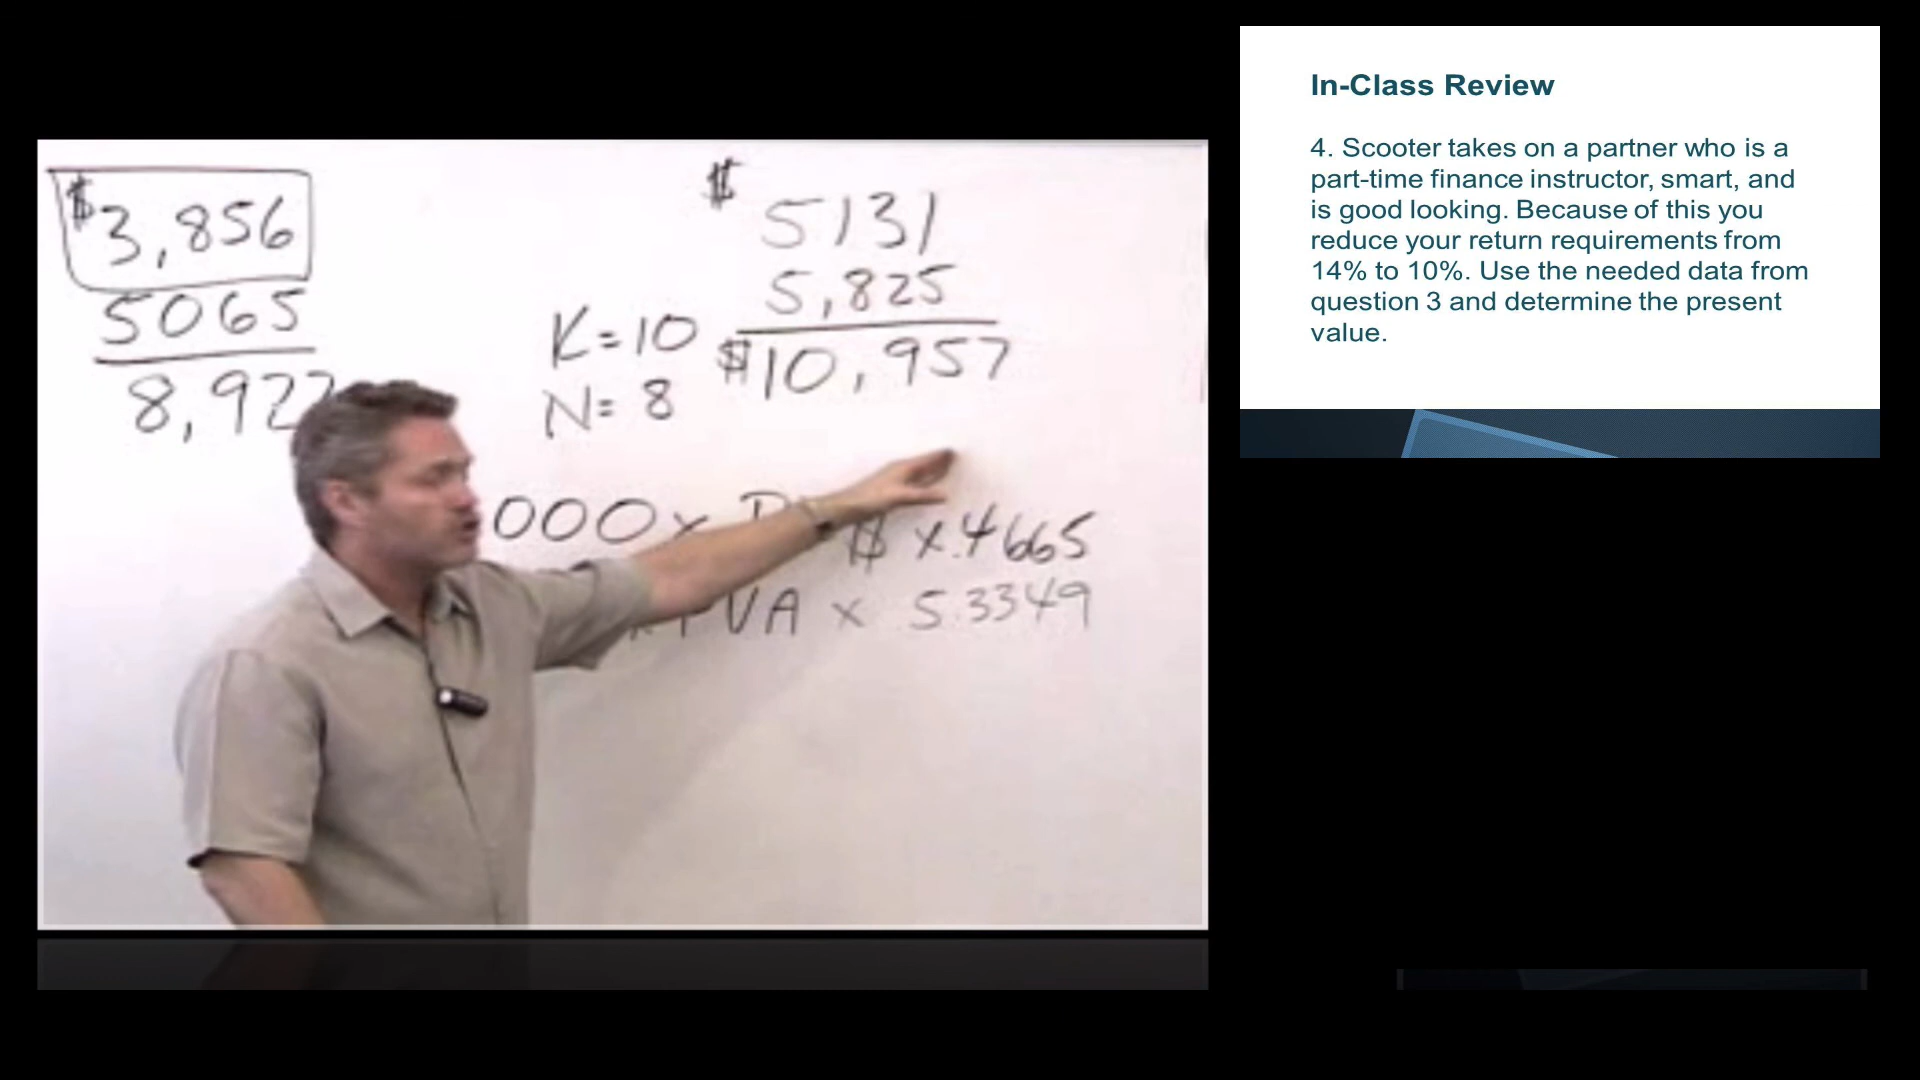 $3,856
5065
8,922
$
5131
5,825
$10,957
K=10
N=8
000x
$ x.4665
VA x 5.3349
In-Class Review
4. Scooter takes on a partner who is a
part-time finance instructor, smart, and
is good looking. Because of this you
reduce your return requirements from
14% to 10%. Use the needed data from
question 3 and determine the present
value.